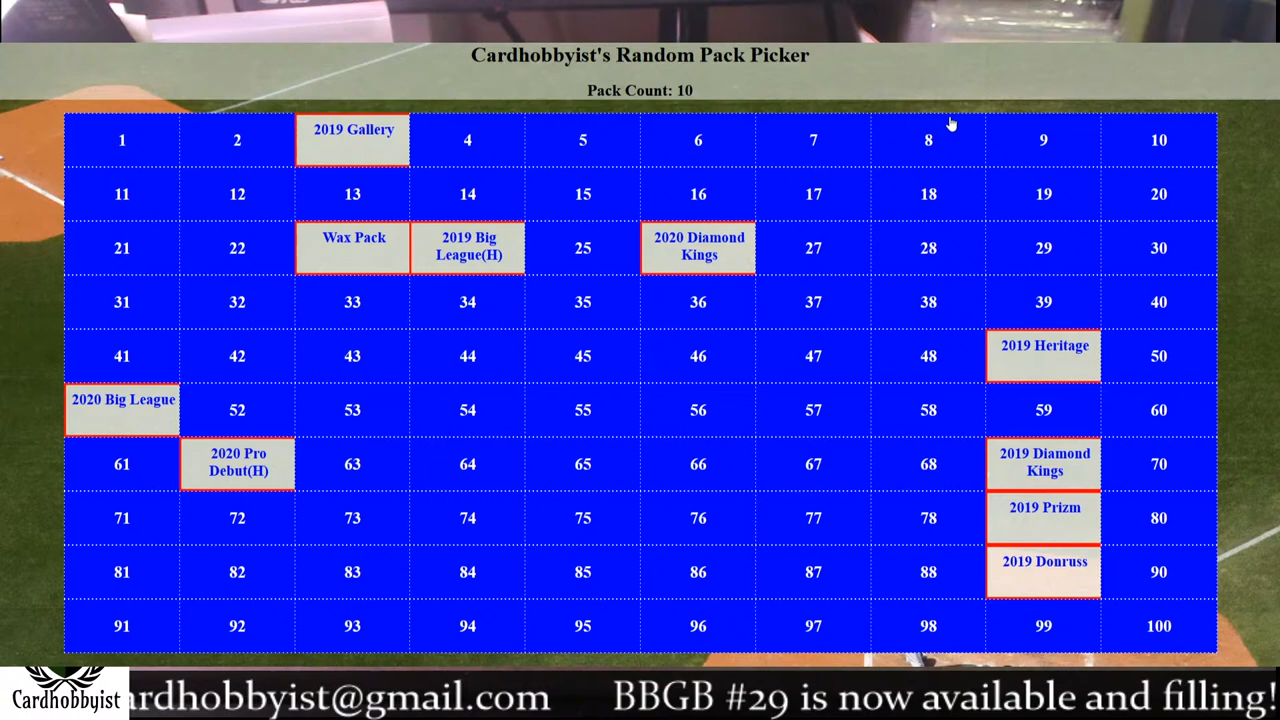 Cardhobbyist's Random Pack Picker
Pack Count: 10
1 2 2019 Gallery 4 5 6 7 8 9 10
11 12 13 14 15 16 17 18 19 20
21 22 Wax Pack 2019 Big League(H) 25 2020 Diamond Kings 27 28 29 30
31 32 33 34 35 36 37 38 39 40
41 42 43 44 45 46 47 48 2019 Heritage 50
2020 Big League 52 53 54 55 56 57 58 59 60
61 2020 Pro Debut(H) 63 64 65 66 67 68 2019 Diamond Kings 70
71 72 73 74 75 76 77 78 2019 Prizm 80
81 82 83 84 85 86 87 88 2019 Donruss 90
91 92 93 94 95 96 97 98 99 100
Cardhobbyist ardhobbyist@gmail.com BBGB #29 is now available and filling!